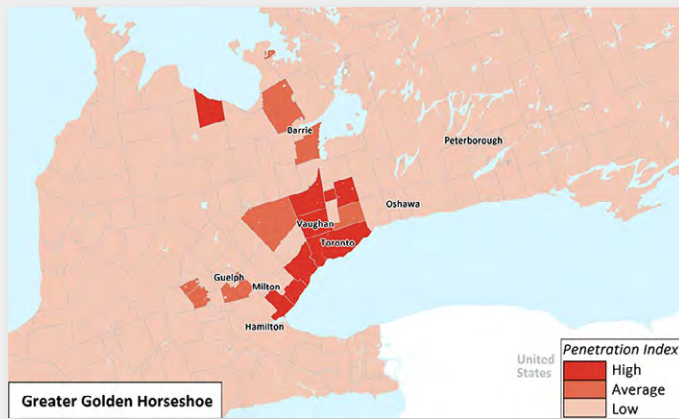 Barrie
Peterborough
Oshawa
Vaughan
Toronto
Guelph
Milton
Hamilton
United
States
Penetration Index
High
Average
Low
Greater Golden Horseshoe